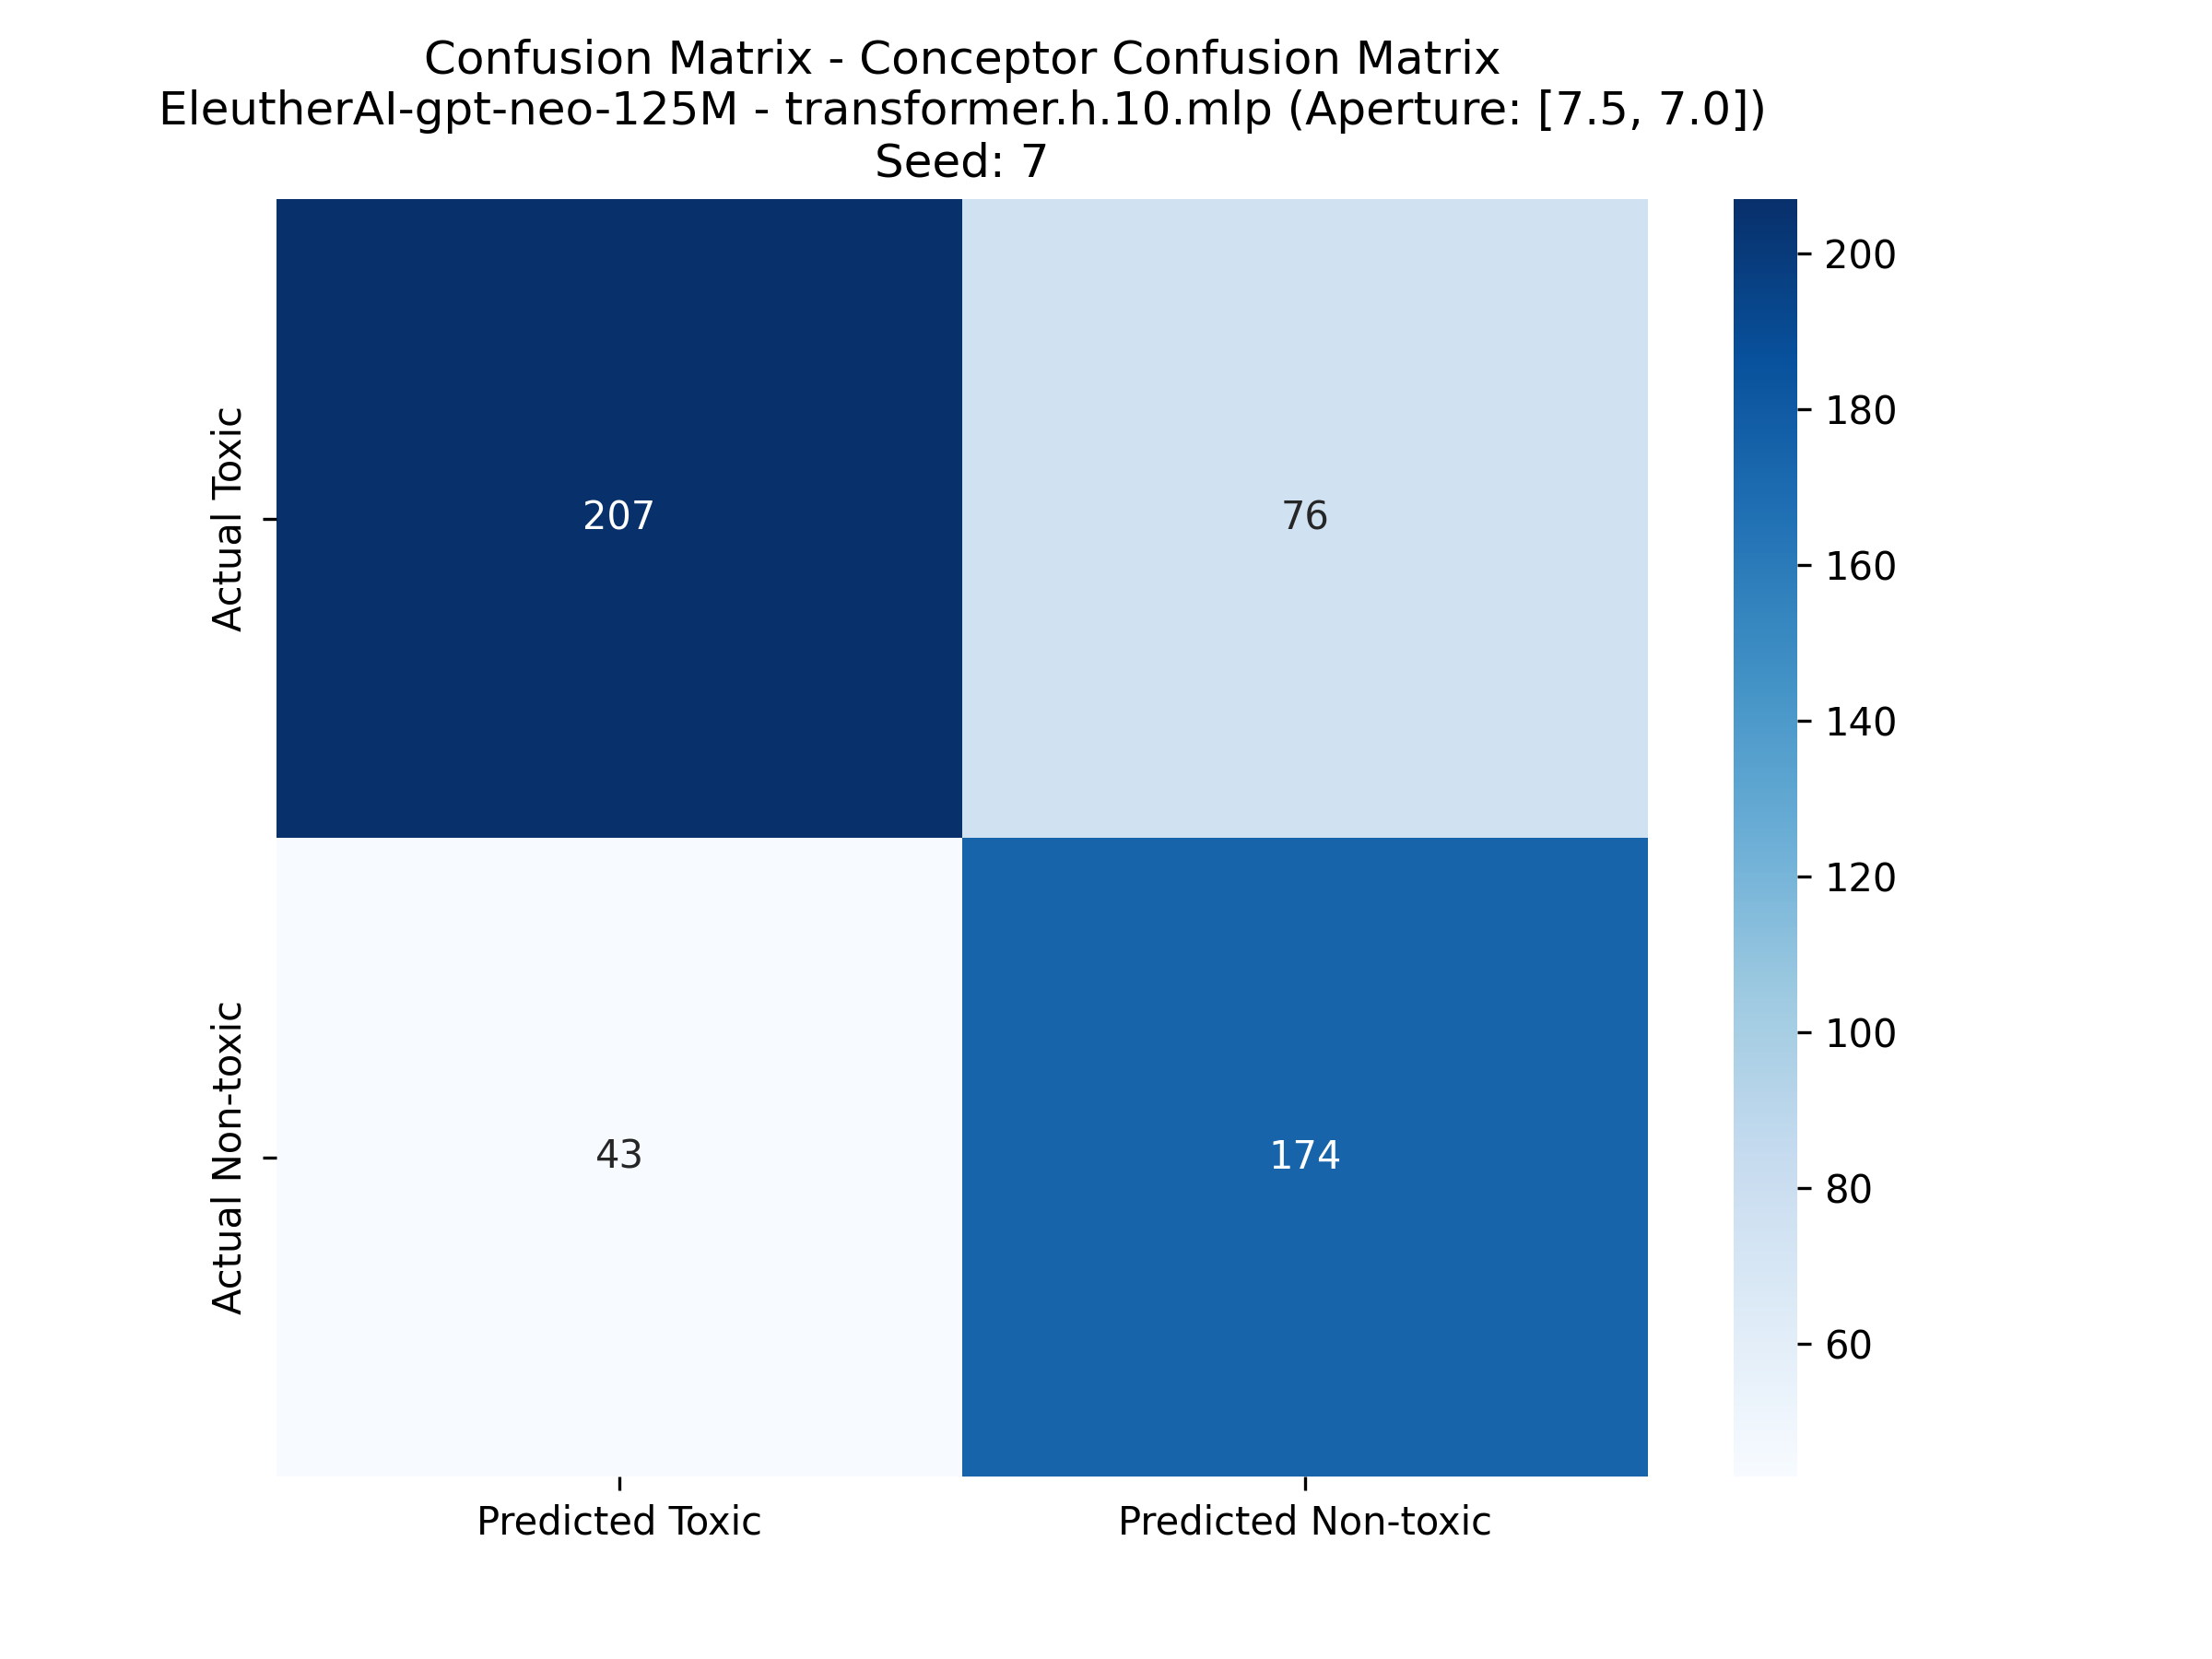 Confusion Matrix - Conceptor Confusion Matrix
EleutherAI-gpt-neo-125M - transformer.h.10.mlp (Aperture: [7.5, 7.0])
Seed: 7
Actual Toxic
207
76
Actual Non-toxic
43
174
Predicted Toxic
Predicted Non-toxic
200
180
160
140
120
100
80
60